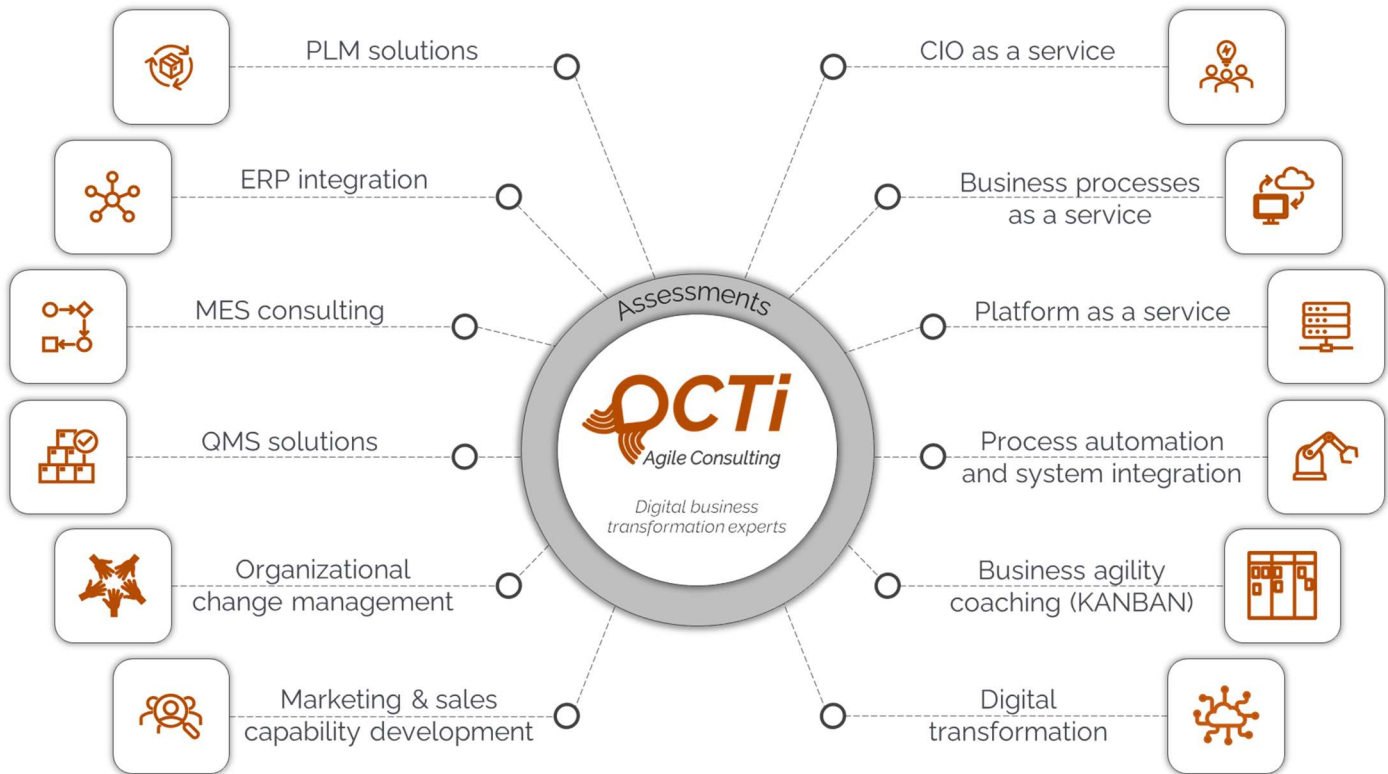 PLM solutions
ERP integration
MES consulting
QMS solutions
Organizational
change management
Marketing & sales
capability development
Assessments
QCTi
Agile Consulting
Digital business
transformation experts
CIO as a service
Business processes
as a service
Platform as a service
Process automation
and system integration
Business agility
coaching (KANBAN)
Digital
transformation